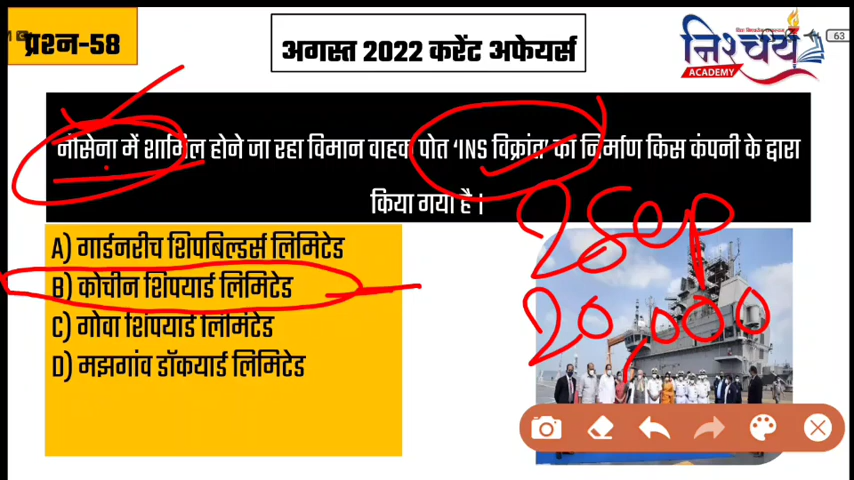 प्रश्न-58
अगस्त 2022 करेंट अफेयर्स
निश्चय
ACADEMY
63
नौसेना में शामिल होने जा रहा विमान वाहक पोत ‘INS विक्रांत’ का निर्माण किस कंपनी के द्वारा
किया गया है।
A) गार्डनरीच शिपबिल्डर्स लिमिटेड
B) कोचीन शिपयार्ड लिमिटेड
C) गोवा शिपयार्ड लिमिटेड
D) मझगांव डॉकयार्ड लिमिटेड
2 Sep
20,000